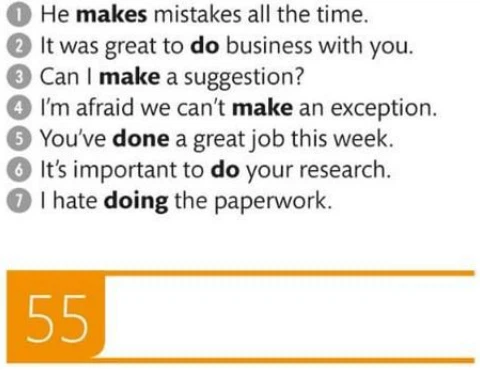 1 He makes mistakes all the time.
2 It was great to do business with you.
3 Can I make a suggestion?
4 I'm afraid we can't make an exception.
5 You've done a great job this week.
6 It's important to do your research.
7 I hate doing the paperwork.
55